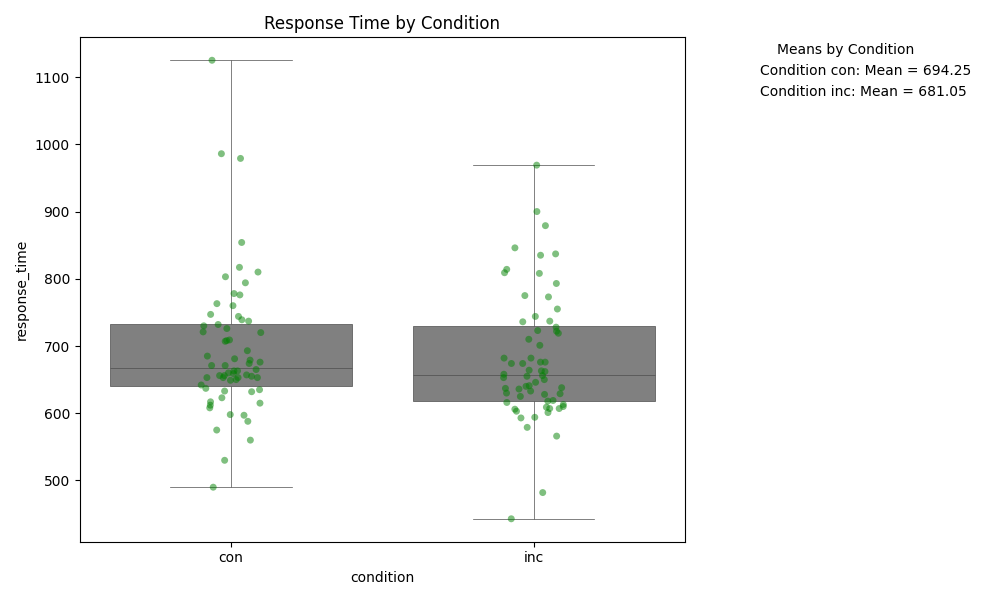 Response Time by Condition
Means by Condition
Condition con: Mean = 694.25
Condition inc: Mean = 681.05
1100
1000
900
800
700
600
500
response_time
con inc
condition